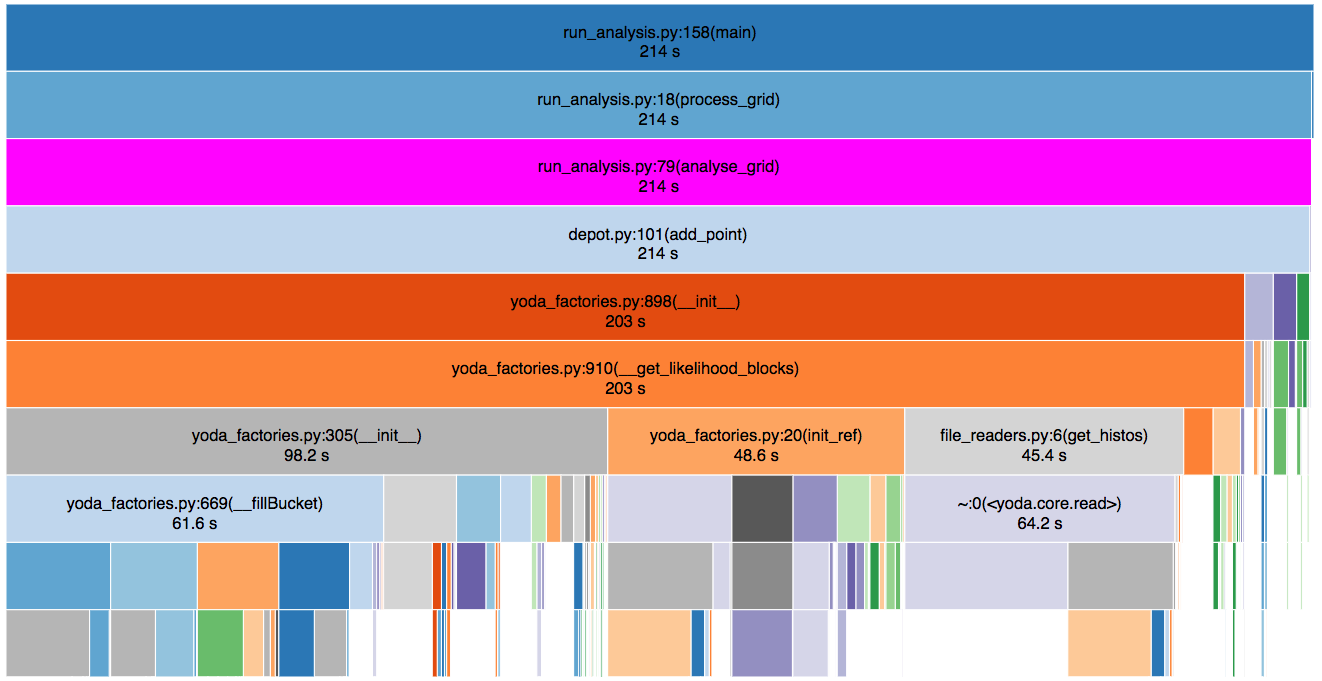 run_analysis.py:158(main)
214 s
run_analysis.py:18(process_grid)
214 s
run_analysis.py:79(analyse_grid)
214 s
depot.py:101(add_point)
214 s
yoda_factories.py:898(__init__)
203 s
yoda_factories.py:910(__get_likelihood_blocks)
203 s
yoda_factories.py:305(__init__)
98.2 s
yoda_factories.py:20(init_ref)
48.6 s
file_readers.py:6(get_histos)
45.4 s
yoda_factories.py:669(__fillBucket)
61.6 s
~:0(<yoda.core.read>)
64.2 s